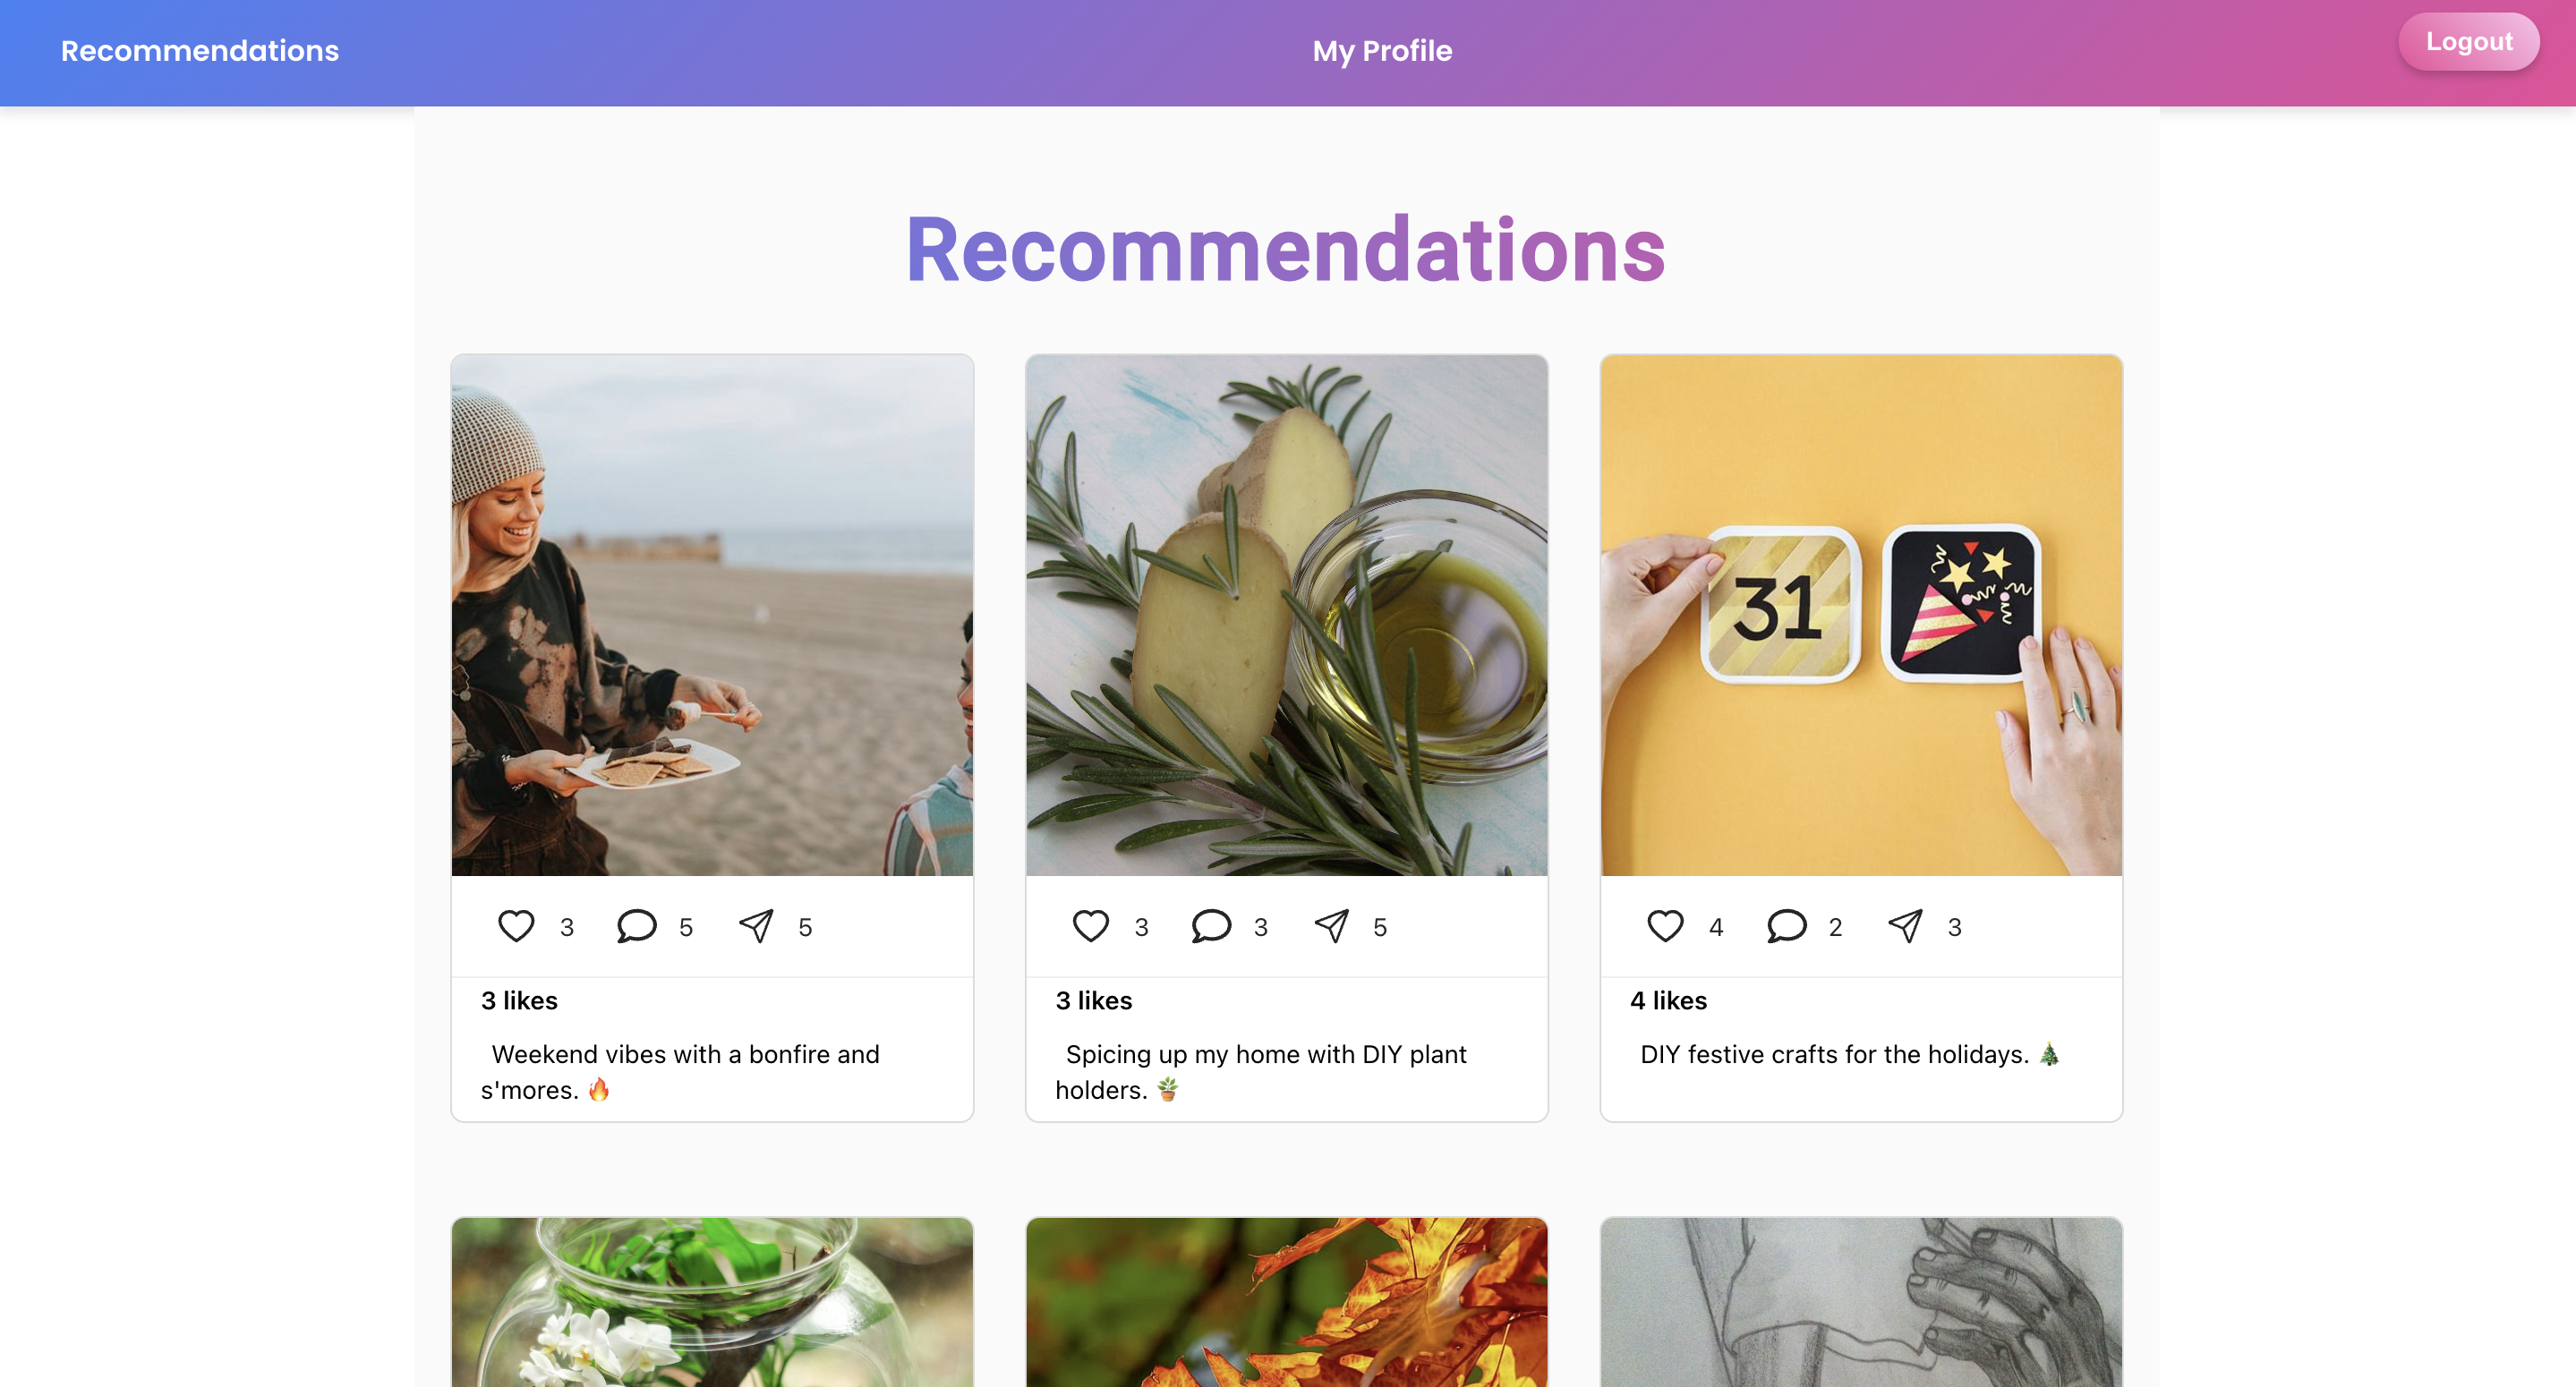 Recommendations
My Profile
Logout
Recommendations
31
3 5 5
3 likes
Weekend vibes with a bonfire and
s'mores. 🔥
3 3 5
3 likes
Spicing up my home with DIY plant
holders. 🪴
4 2 3
4 likes
DIY festive crafts for the holidays. 🎄